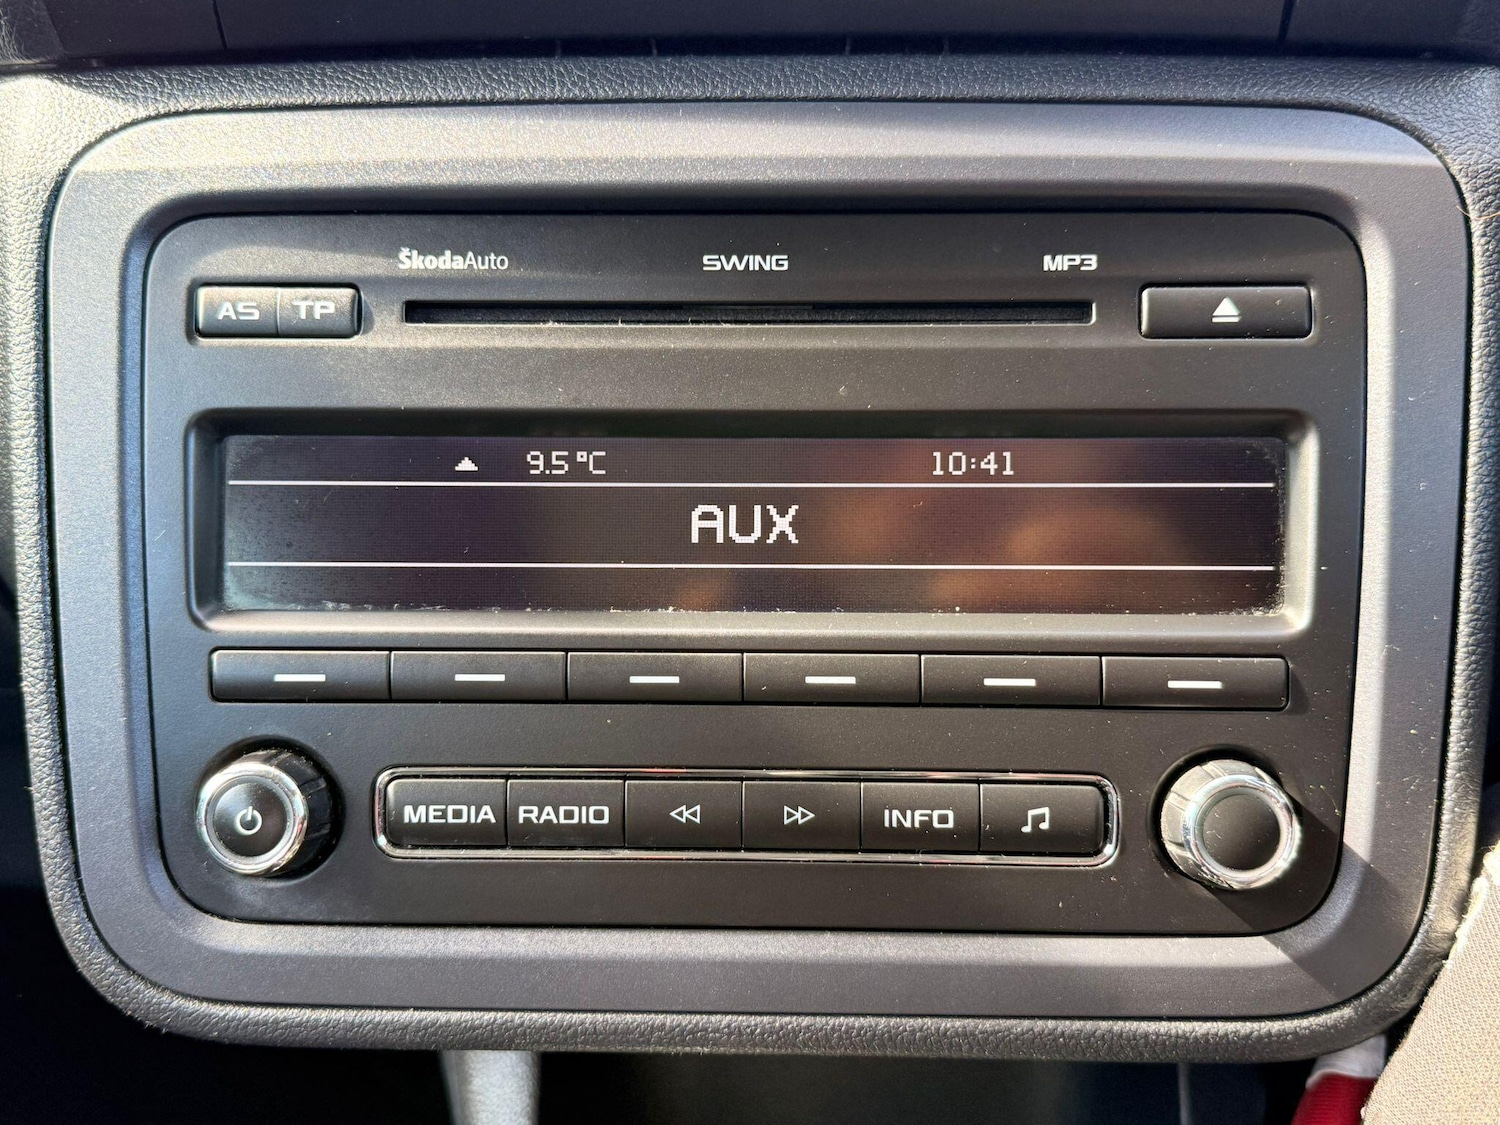 ŠkodaAuto SWING MP3
AS TP
9.5 °C 10:41
AUX
MEDIA RADIO INFO